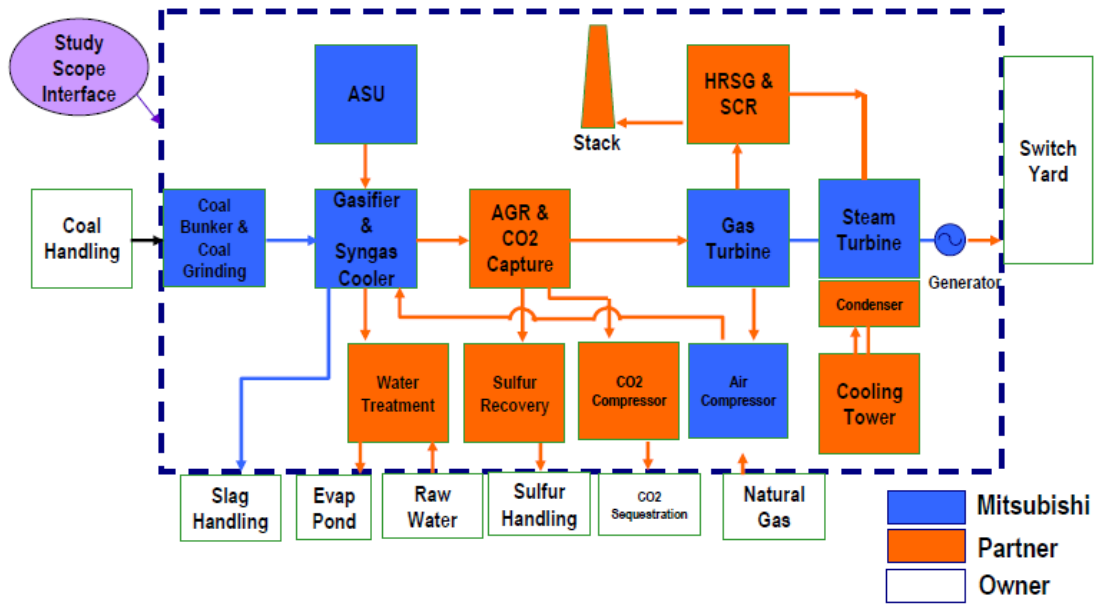 Study
Scope
Interface
ASU
HRSG &
SCR
Stack
Switch
Yard
Coal
Handling
Coal
Bunker &
Coal
Grinding
Gasifier
&
Syngas
Cooler
AGR &
CO2
Capture
Gas
Turbine
Steam
Turbine
Generator
Condenser
Water
Treatment
Sulfur
Recovery
CO2
Compressor
Air
Compressor
Cooling
Tower
Slag
Handling
Evap
Pond
Raw
Water
Sulfur
Handling
CO2
Sequestration
Natural
Gas
Mitsubishi
Partner
Owner